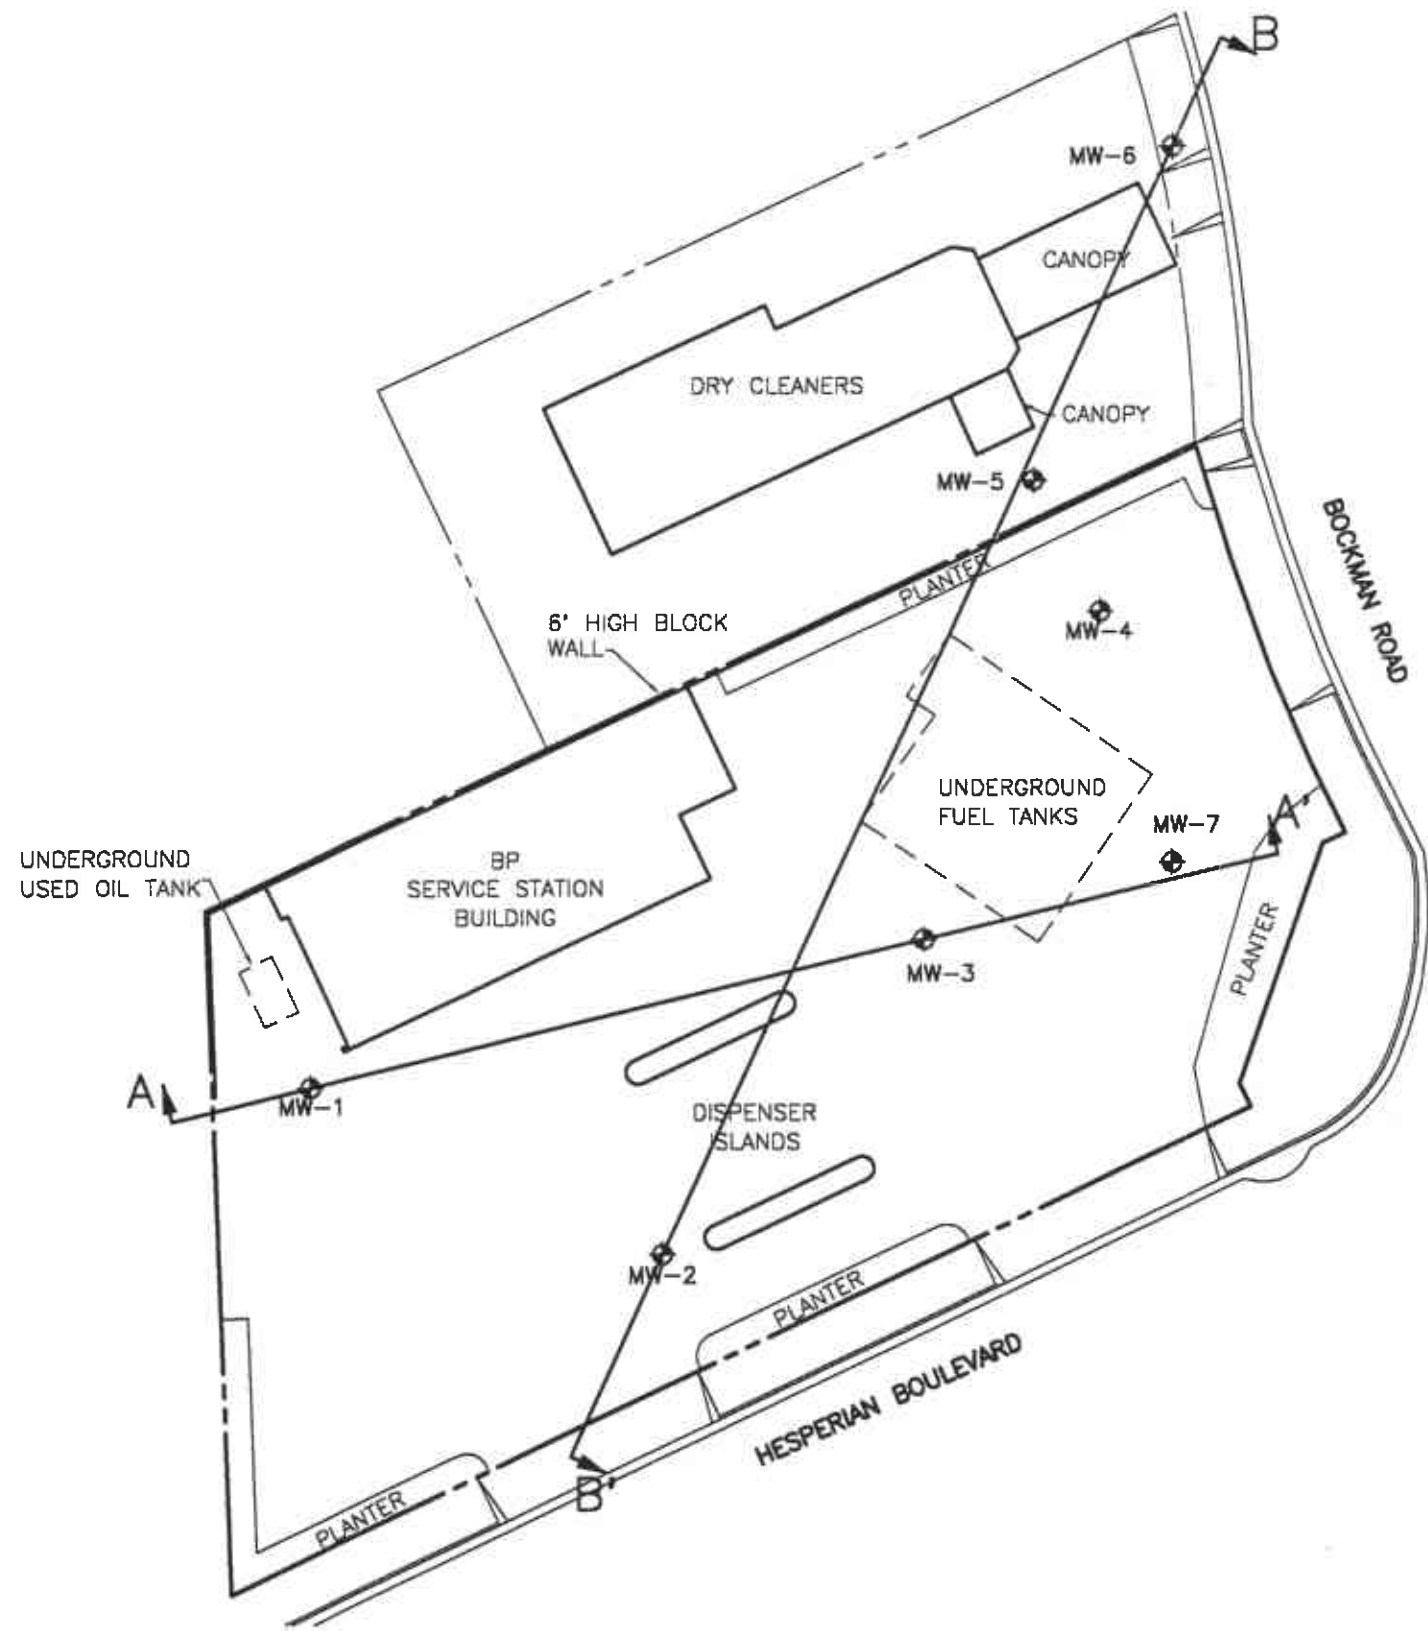 B
MW-6
CANOPY
DRY CLEANERS
CANOPY
MW-5
BOCKMAN ROAD
PLANTER
6' HIGH BLOCK
WALL
MW-4
UNDERGROUND
FUEL TANKS
MW-7
A'
UNDERGROUND
USED OIL TANK
BP
SERVICE STATION
BUILDING
PLANTER
MW-3
A
MW-1
DISPENSER
ISLANDS
MW-2
PLANTER
HESPERIAN BOULEVARD
B'
PLANTER